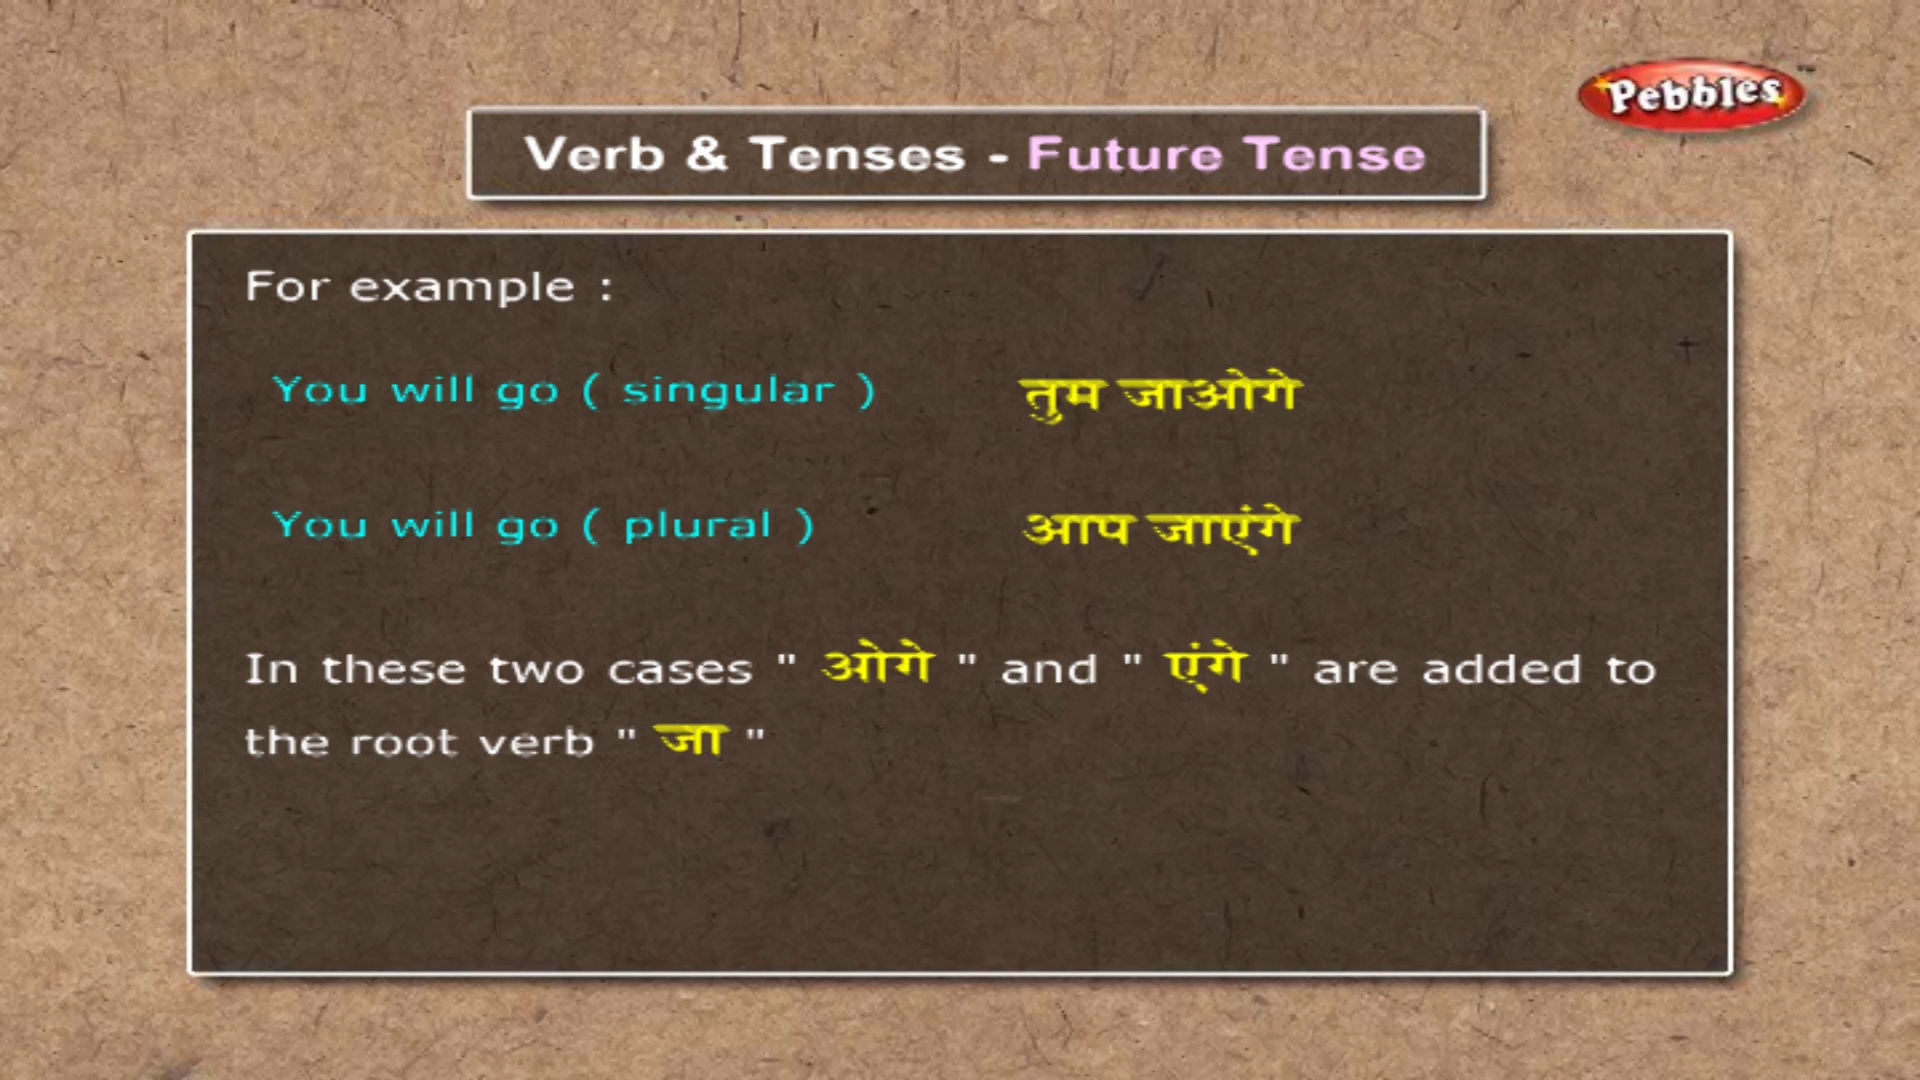 Pebbles™
Verb & Tenses - Future Tense
For example :
You will go ( singular ) तुम जाओगे
You will go ( plural ) आप जाएंगे
In these two cases " ओगे " and " एंगे " are added to
the root verb " जा "